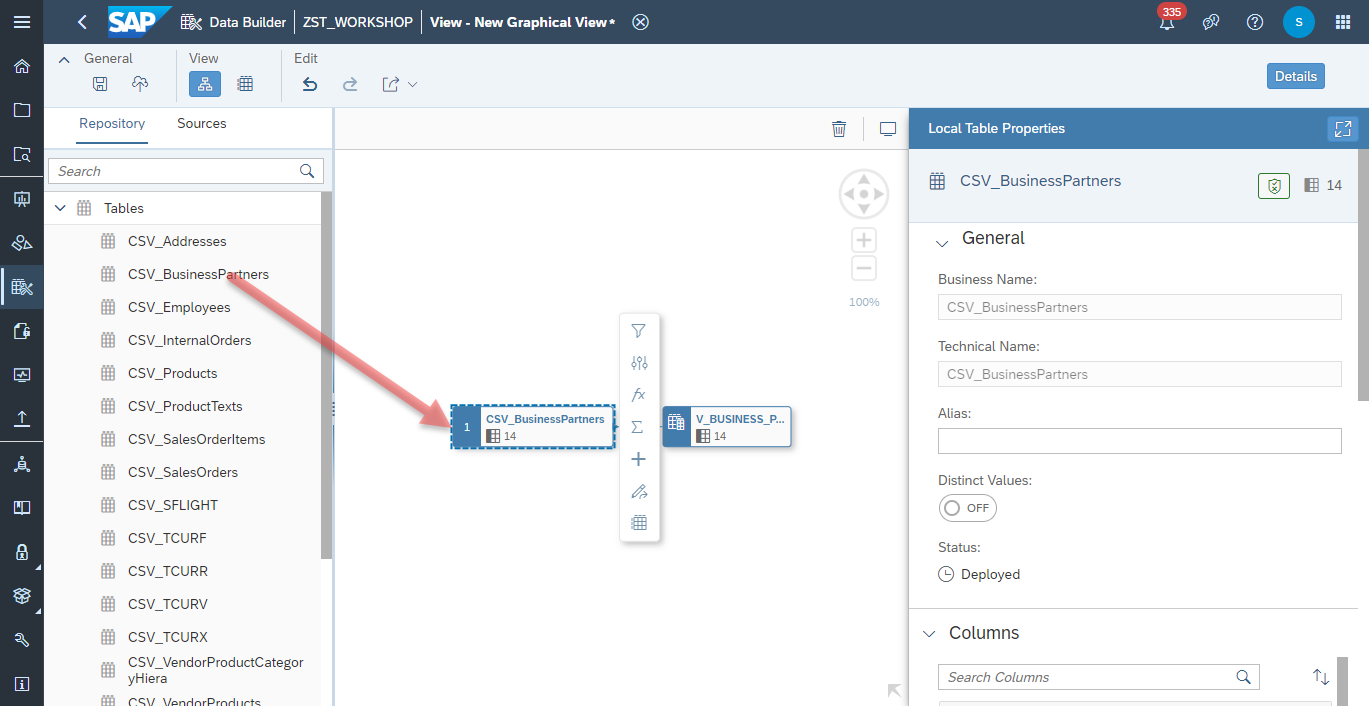 SAP Data Builder ZST_WORKSHOP View - New Graphical View*
335
S
General
View
Edit
Details
Repository
Sources
Search
Tables
CSV_Addresses
CSV_BusinessPartners
CSV_Employees
CSV_InternalOrders
CSV_Products
CSV_ProductTexts
CSV_SalesOrderItems
CSV_SalesOrders
CSV_SFLIGHT
CSV_TCURF
CSV_TCURR
CSV_TCURV
CSV_TCURX
CSV_VendorProductCategor
yHiera
CSV_VendorProducts
100%
1
CSV_BusinessPartners
14
fx
Σ
V_BUSINESS_P...
14
Local Table Properties
CSV_BusinessPartners
14
General
Business Name:
CSV_BusinessPartners
Technical Name:
CSV_BusinessPartners
Alias:
Distinct Values:
OFF
Status:
Deployed
Columns
Search Columns